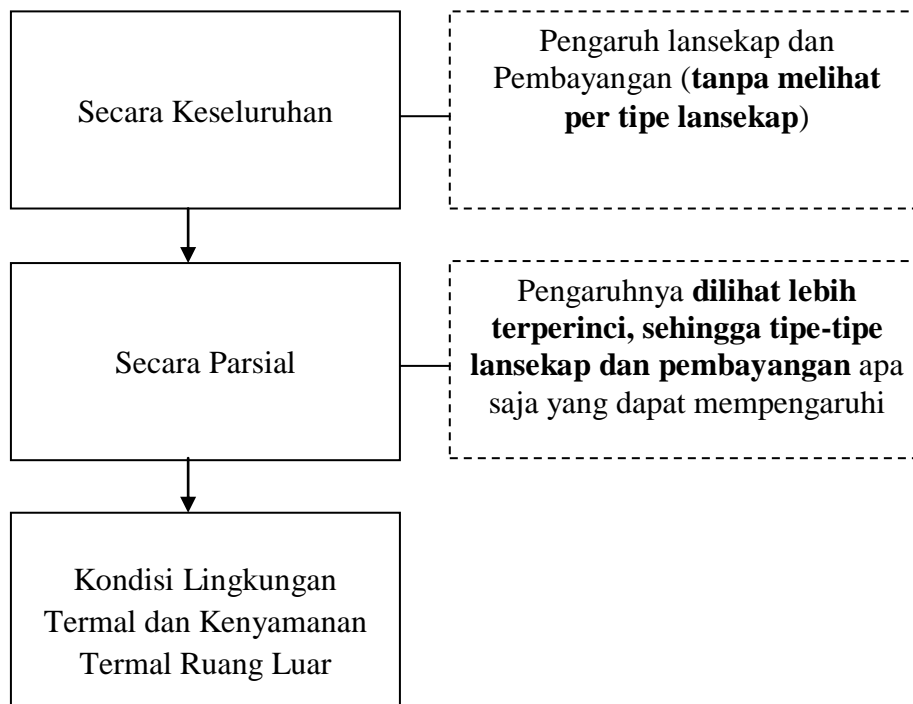 Secara Keseluruhan
Pengaruh lansekap dan
Pembayangan (tanpa melihat
per tipe lansekap)
Secara Parsial
Pengaruhnya dilihat lebih
terperinci, sehingga tipe-tipe
lansekap dan pembayangan apa
saja yang dapat mempengaruhi
Kondisi Lingkungan
Termal dan Kenyamanan
Termal Ruang Luar